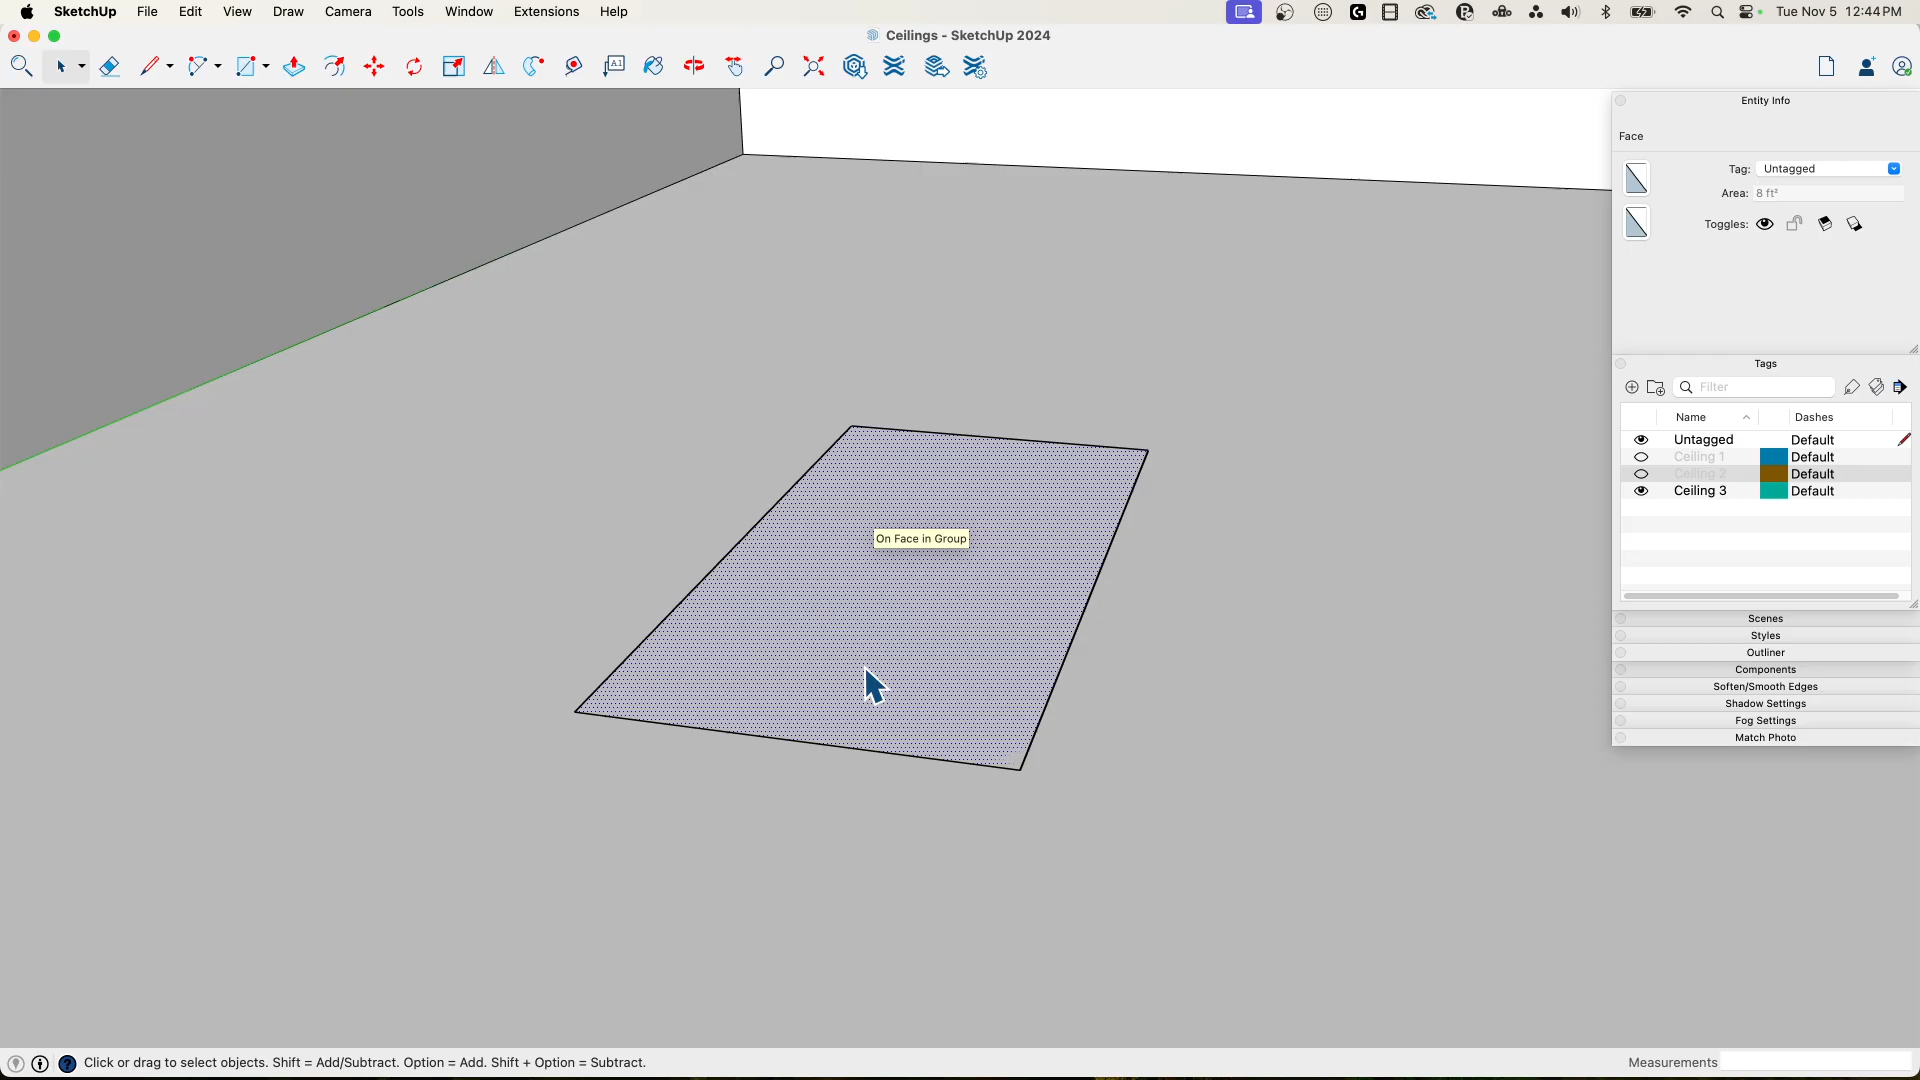 SketchUp File Edit View Draw Camera Tools Window Extensions Help Tue Nov 5 12:44PM
Ceilings - SketchUp 2024
Entity Info
Face
Tag: Untagged
Area: 8 ft²
Toggles:
Tags
Filter
Name Dashes
Untagged Default
Ceiling 1 Default
Ceiling 2 Default
Ceiling 3 Default
On Face in Group
Scenes
Styles
Outliner
Components
Soften/Smooth Edges
Shadow Settings
Fog Settings
Match Photo
Click or drag to select objects. Shift = Add/Subtract. Option = Add. Shift + Option = Subtract.
Measurements